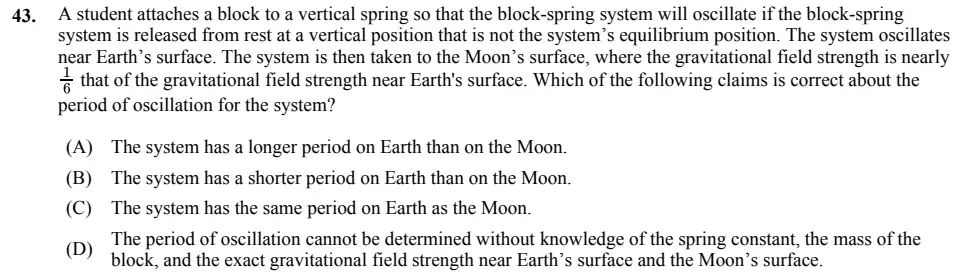 43. A student attaches a block to a vertical spring so that the block-spring system will oscillate if the block-spring
system is released from rest at a vertical position that is not the system's equilibrium position. The system oscillates
near Earth's surface. The system is then taken to the Moon's surface, where the gravitational field strength is nearly
1/6 that of the gravitational field strength near Earth's surface. Which of the following claims is correct about the
period of oscillation for the system?
(A) The system has a longer period on Earth than on the Moon.
(B) The system has a shorter period on Earth than on the Moon.
(C) The system has the same period on Earth as the Moon.
(D) The period of oscillation cannot be determined without knowledge of the spring constant, the mass of the
block, and the exact gravitational field strength near Earth's surface and the Moon's surface.